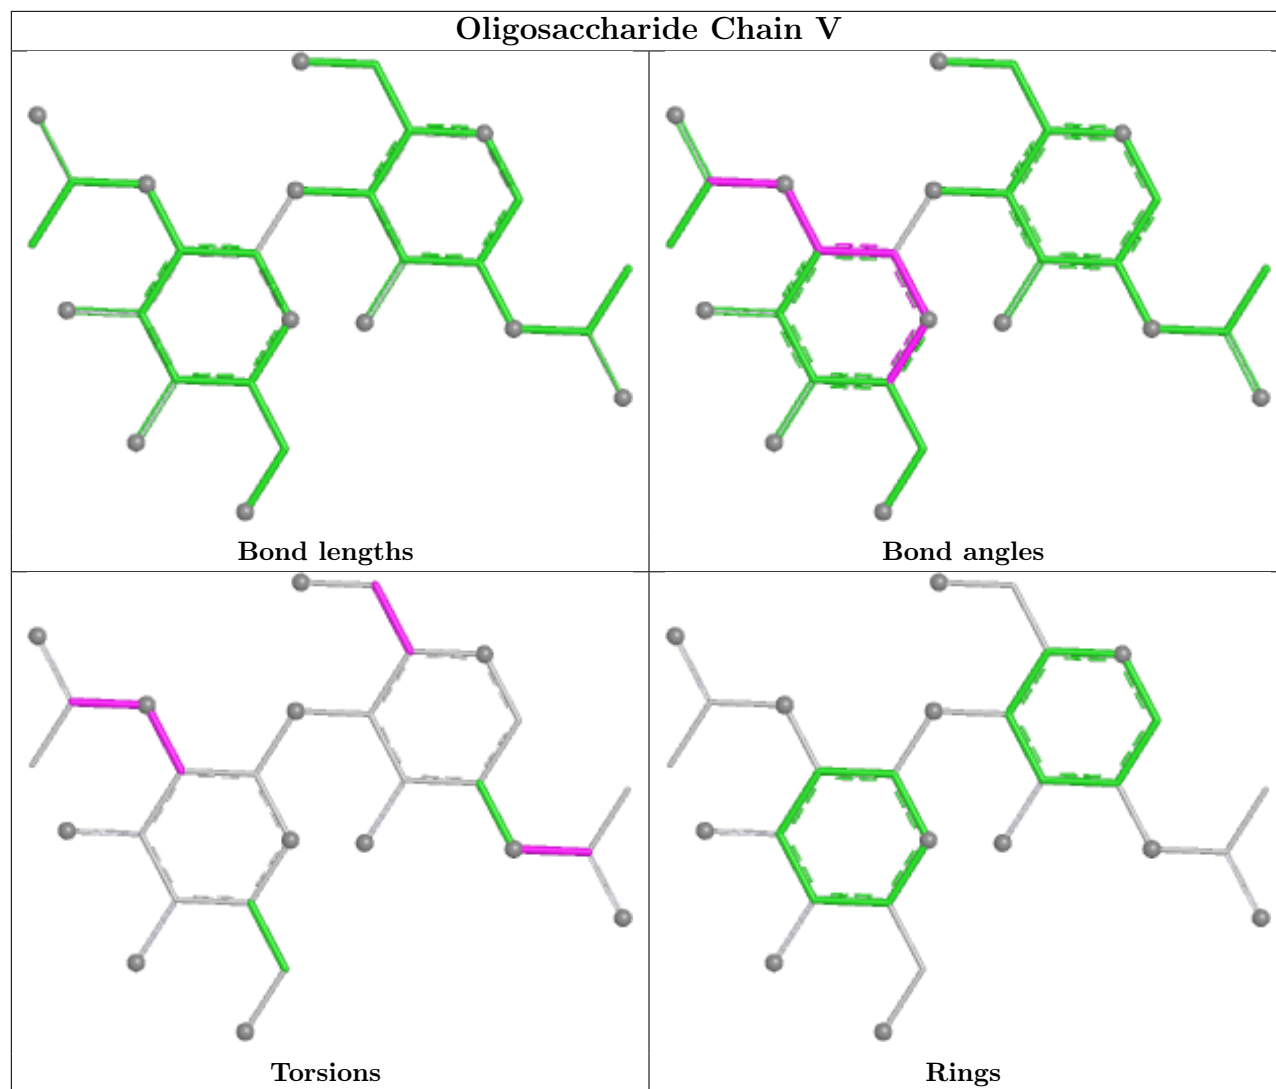 Oligosaccharide Chain V
Bond lengths
Bond angles
Torsions
Rings